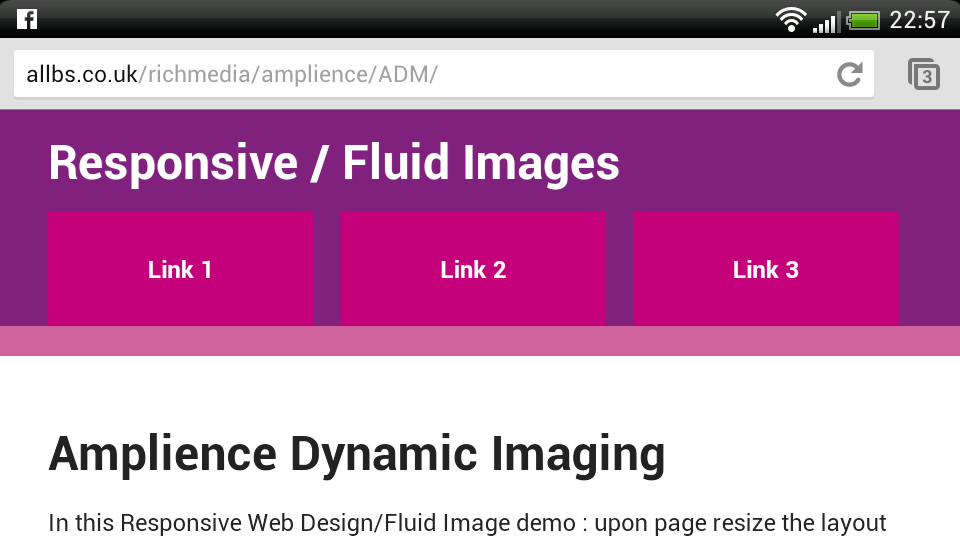 22:57
allbs.co.uk/richmedia/amplience/ADM/
3
Responsive / Fluid Images
Link 1 Link 2 Link 3
Amplience Dynamic Imaging
In this Responsive Web Design/Fluid Image demo : upon page resize the layout